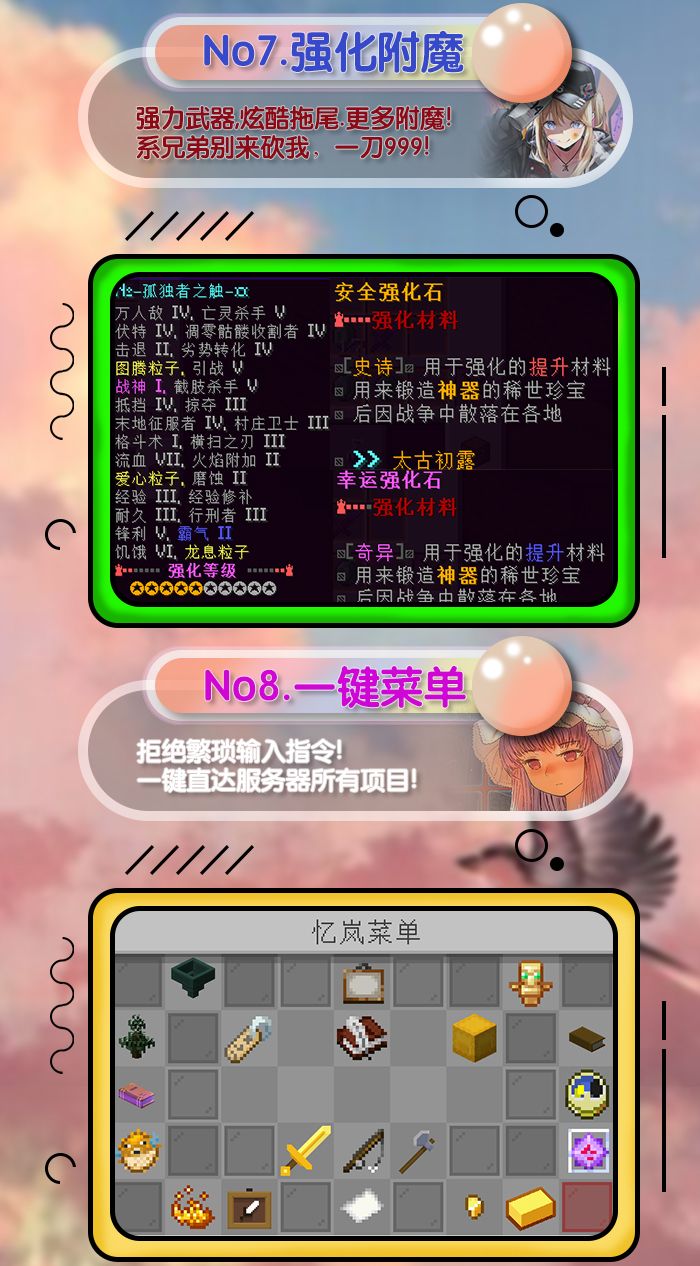 No7.强化附魔
强力武器,炫酷拖尾.更多附魔!
系兄弟别来砍我，一刀999!
-孤独者之触-
万人敌 IV, 亡灵杀手 V
伏特 IV, 凋零骷髅收割者 IV
击退 II, 劣势转化 IV
图腾粒子, 引战 V
战神 I, 截肢杀手 V
抵挡 IV, 掠夺 III
末地征服者 IV, 村庄卫士 III
格斗术 I, 横扫之刃 III
流血 VII, 火焰附加 II
爱心粒子, 磨蚀 II
经验 III, 经验修补
耐久 III, 行刑者 III
锋利 V, 霸气 II
饥饿 VI, 龙息粒子
强化等级
安全强化石
强化材料
[史诗] 用于强化的提升材料
用来锻造神器的稀世珍宝
后因战争中散落在各地
>> 太古初露
幸运强化石
强化材料
[奇异] 用于强化的提升材料
用来锻造神器的稀世珍宝
后因战争中散落在各地
No8.一键菜单
拒绝繁琐输入指令!
一键直达服务器所有项目!
忆岚菜单